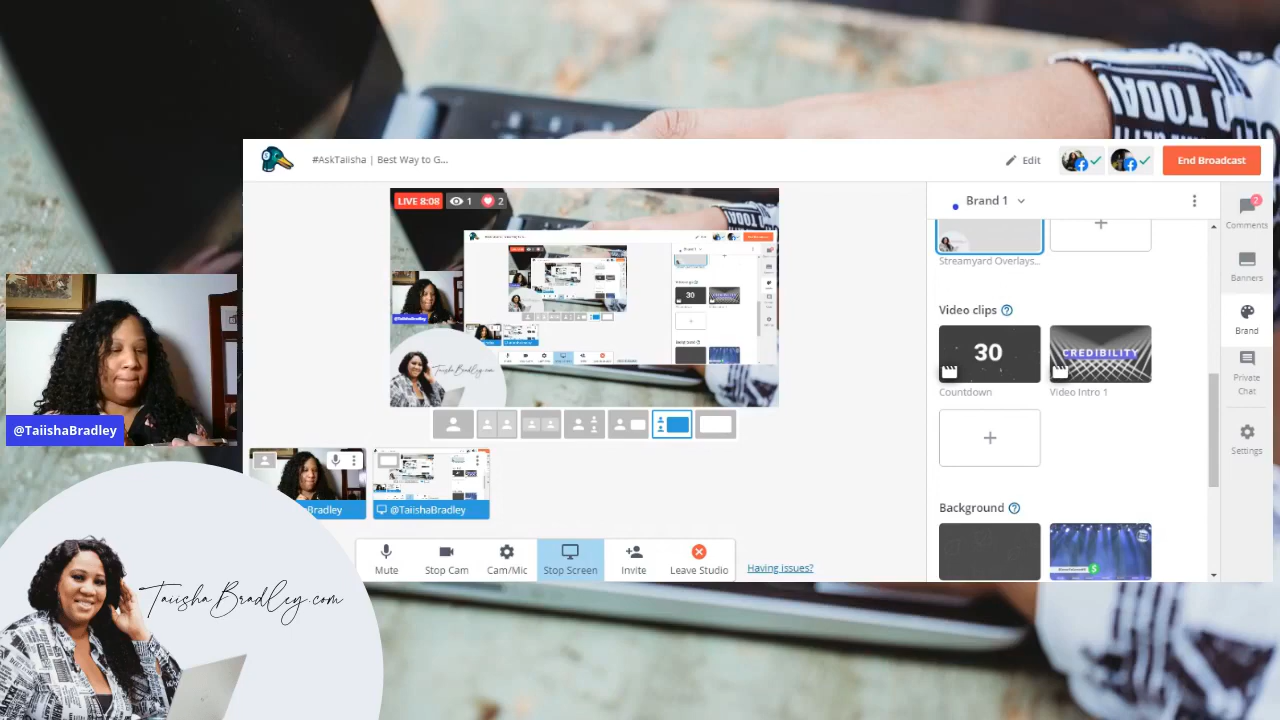 TODAY
#AskTaiisha | Best Way to G...
Edit
End Broadcast
LIVE 8:08
1
2
Brand 1
2
Comments
Streamyard Overlays...
Banners
Video clips
Brand
30
CREDIBILITY
Countdown
Video Intro 1
Private
Chat
Settings
@TaiishaBradley
Bradley
@TaiishaBradley
Background
Mute
Stop Cam
Cam/Mic
Stop Screen
Invite
Leave Studio
Having issues?
TaiishaBradley.com